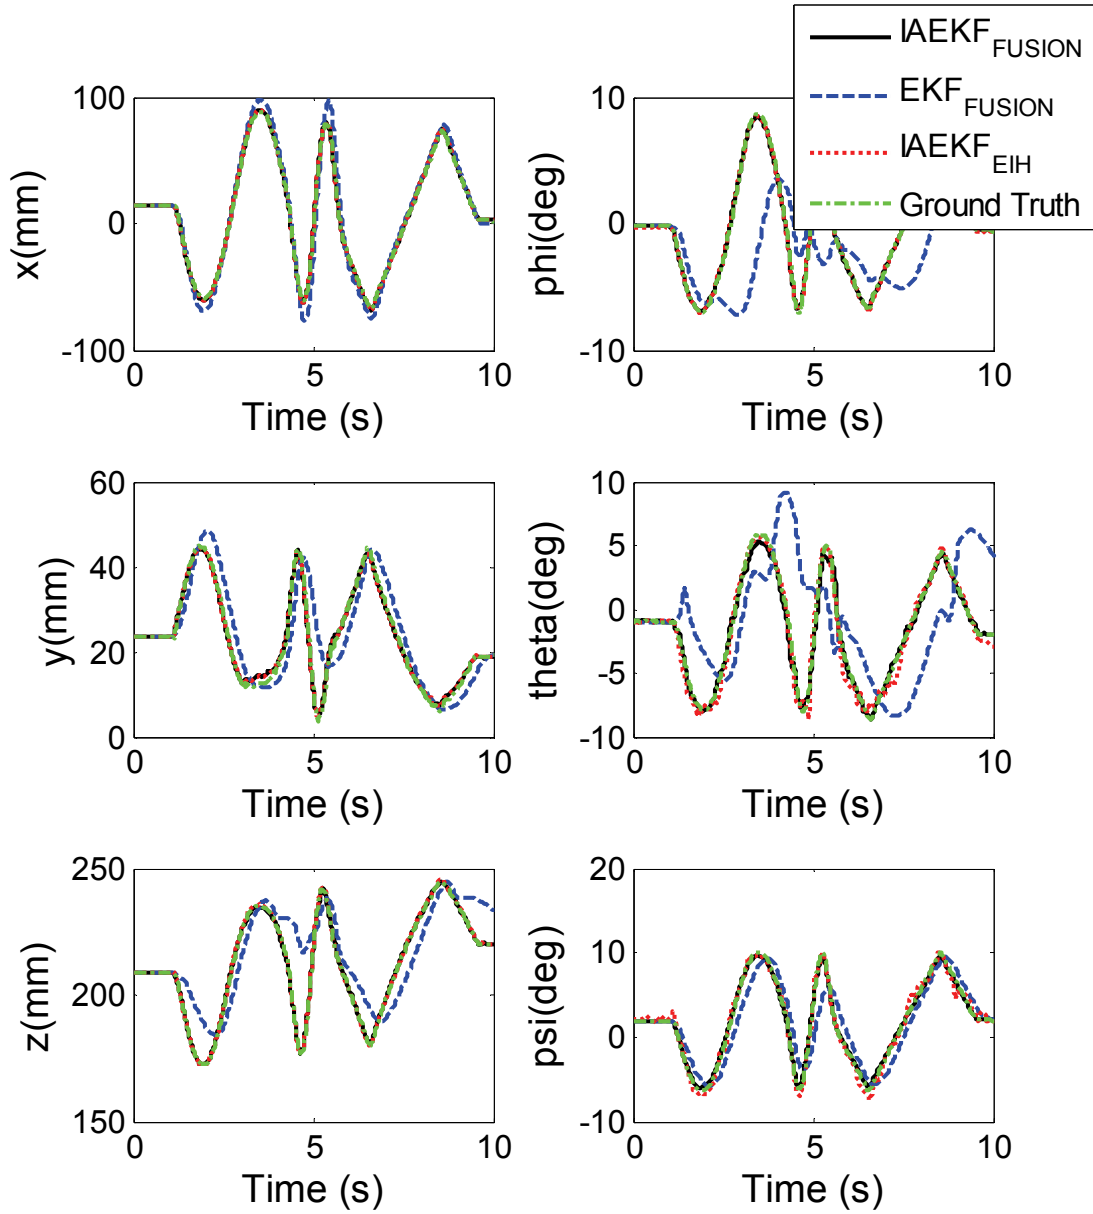 IAEKF_FUSION
EKF_FUSION
IAEKF_EIH
Ground Truth
100
0
-100
x(mm)
0 5 10
Time (s)
10
0
-10
phi(deg)
0 5 10
Time (s)
60
40
20
0
y(mm)
0 5 10
Time (s)
10
5
0
-5
-10
theta(deg)
0 5 10
Time (s)
250
200
150
z(mm)
0 5 10
Time (s)
20
10
0
-10
psi(deg)
0 5 10
Time (s)